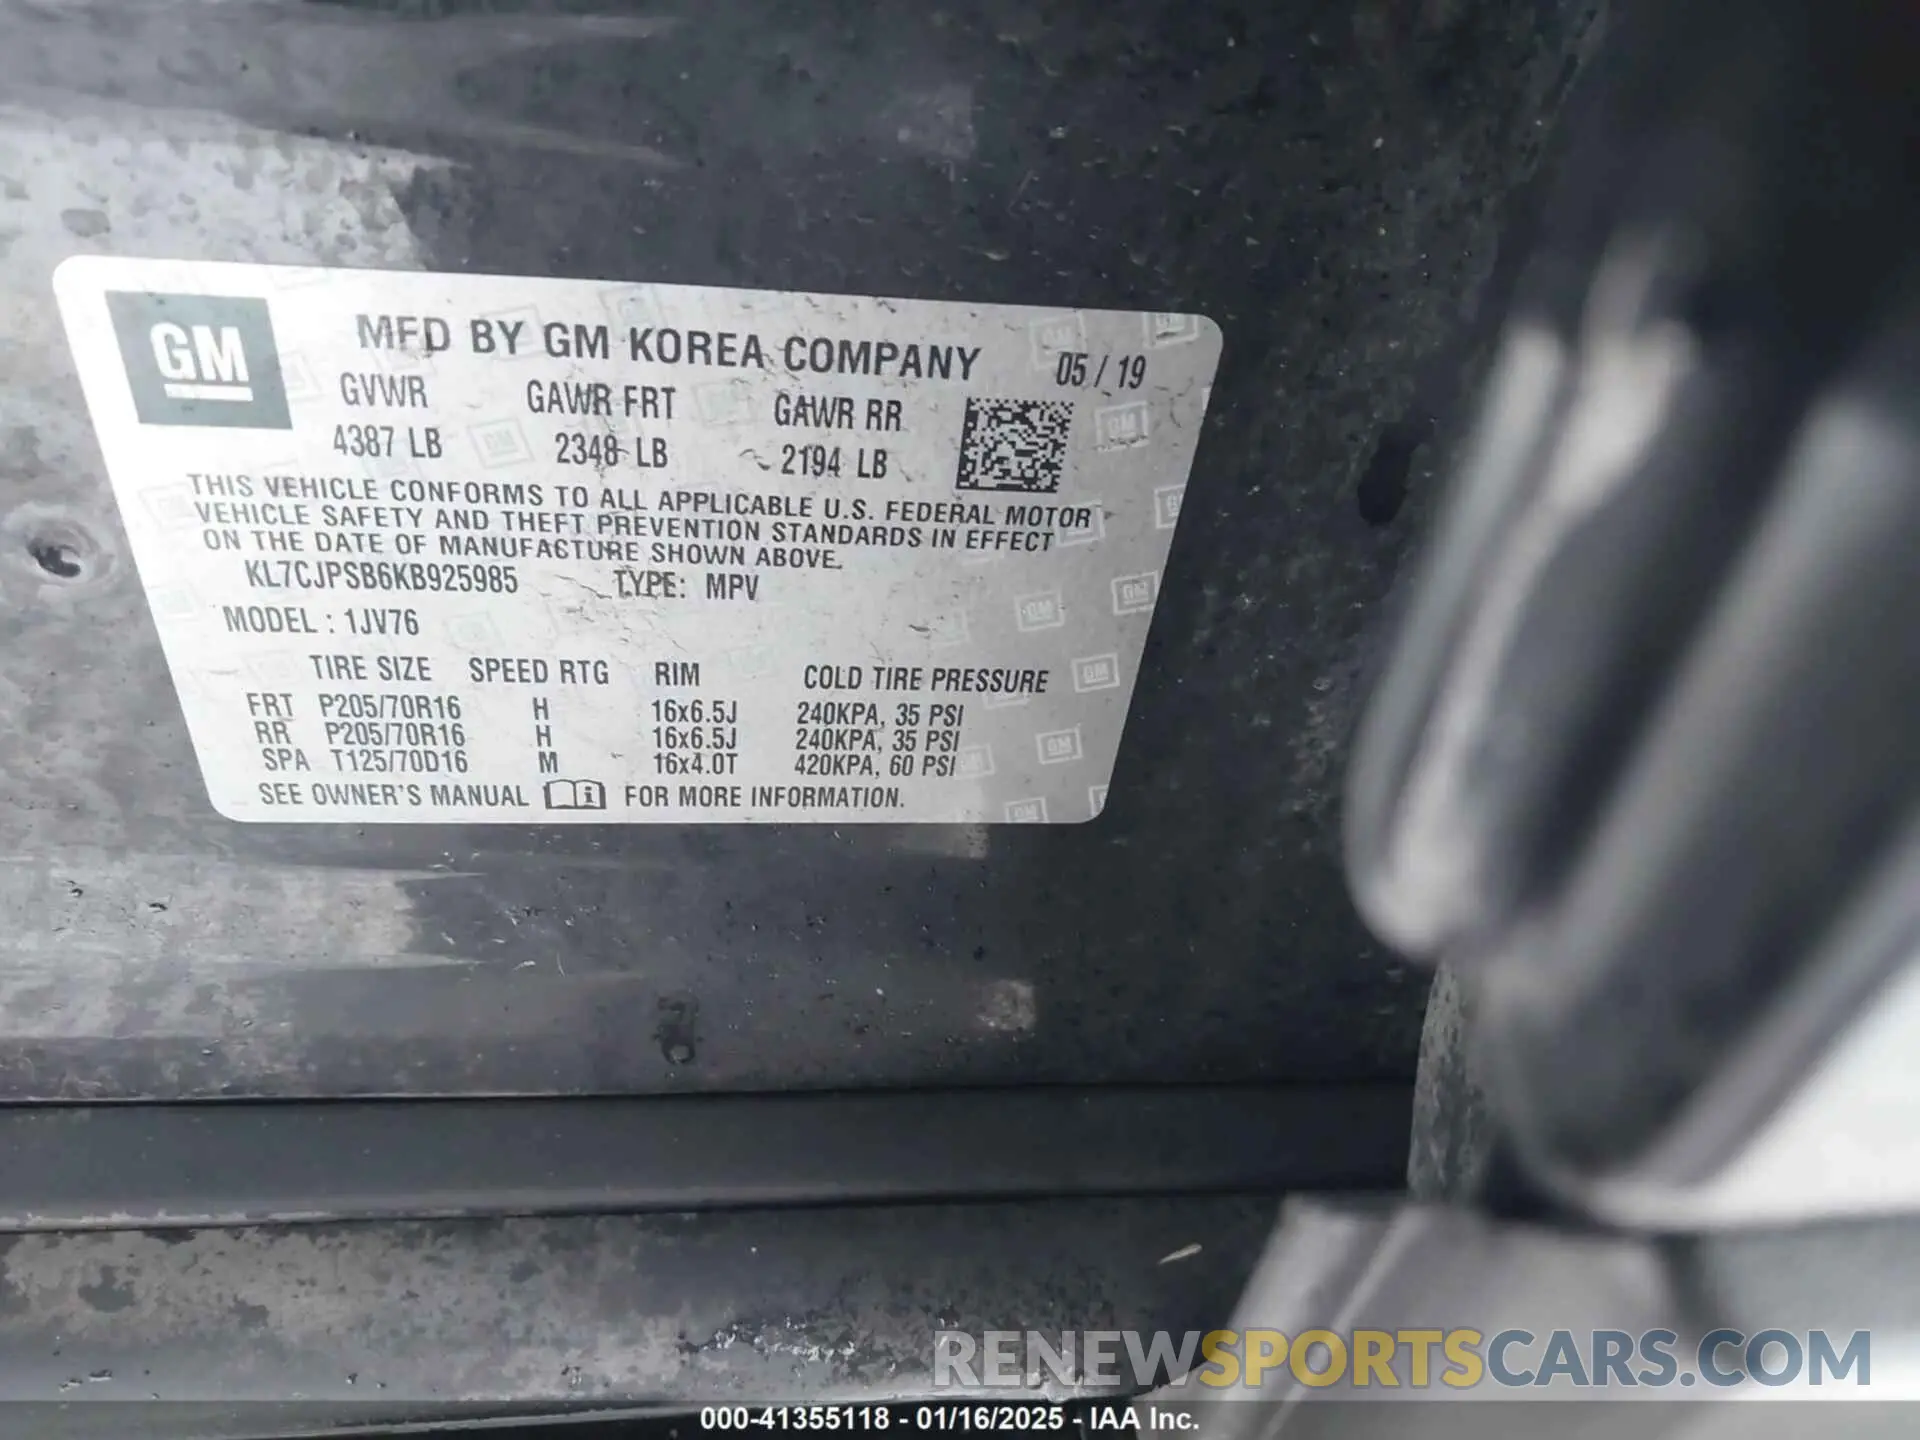 GM
MFD BY GM KOREA COMPANY 05 / 19
GVWR GAWR FRT GAWR RR
4387 LB 2348 LB 2194 LB
THIS VEHICLE CONFORMS TO ALL APPLICABLE U.S. FEDERAL MOTOR
VEHICLE SAFETY AND THEFT PREVENTION STANDARDS IN EFFECT
ON THE DATE OF MANUFACTURE SHOWN ABOVE.
KL7CJPSB6KB925985 TYPE: MPV
MODEL : 1JV76
TIRE SIZE SPEED RTG RIM COLD TIRE PRESSURE
FRT P205/70R16 H 16x6.5J 240KPA, 35 PSI
RR P205/70R16 H 16x6.5J 240KPA, 35 PSI
SPA T125/70D16 M 16x4.0T 420KPA, 60 PSI
SEE OWNER'S MANUAL i FOR MORE INFORMATION.
RENEWSPORTSCARS.COM
000-41355118 - 01/16/2025 - IAA Inc.